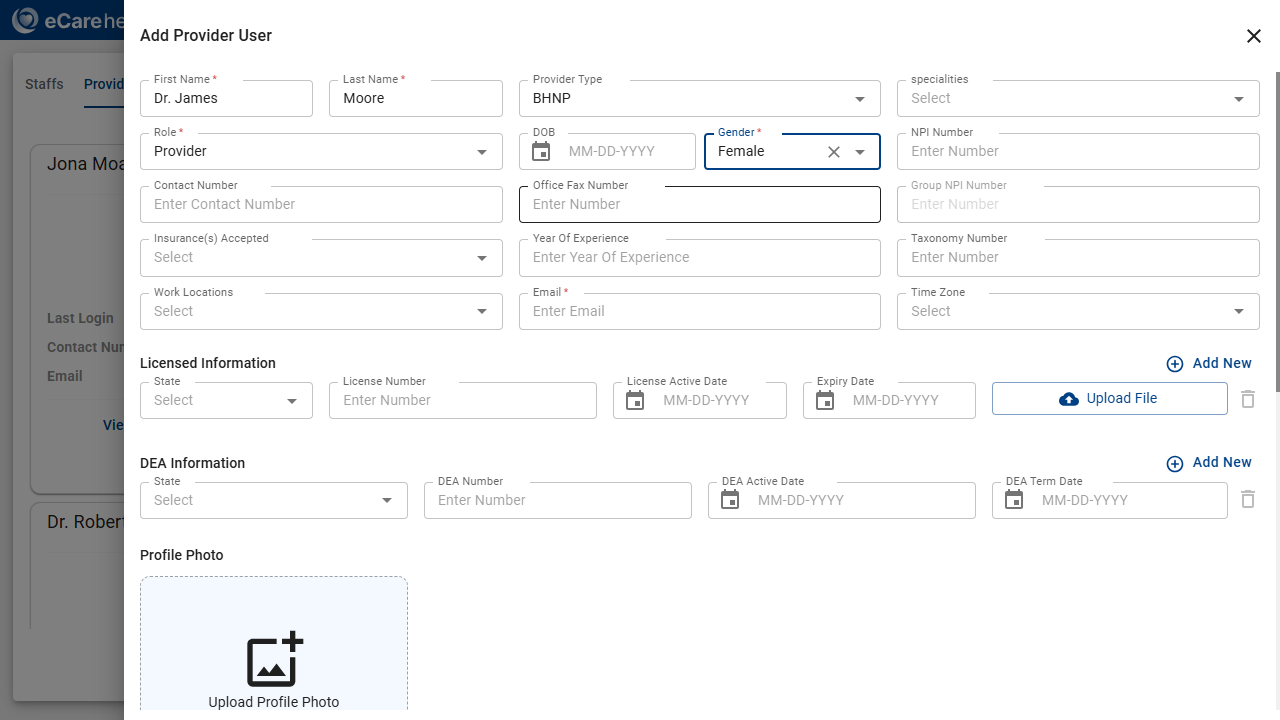 eCare he
Add Provider User
Staffs
Provid
First Name *
Dr. James
Last Name *
Moore
Provider Type
BHNP
specialities
Select
Role *
Provider
DOB
MM-DD-YYYY
Gender *
Female
NPI Number
Enter Number
Contact Number
Enter Contact Number
Office Fax Number
Enter Number
Group NPI Number
Enter Number
Insurance(s) Accepted
Select
Year Of Experience
Enter Year Of Experience
Taxonomy Number
Enter Number
Work Locations
Select
Email *
Enter Email
Time Zone
Select
Jona Moa
Last Login
Contact Nur
Email
Vie
Dr. Robert
Licensed Information
Add New
State
Select
License Number
Enter Number
License Active Date
MM-DD-YYYY
Expiry Date
MM-DD-YYYY
Upload File
DEA Information
Add New
State
Select
DEA Number
Enter Number
DEA Active Date
MM-DD-YYYY
DEA Term Date
MM-DD-YYYY
Profile Photo
Upload Profile Photo